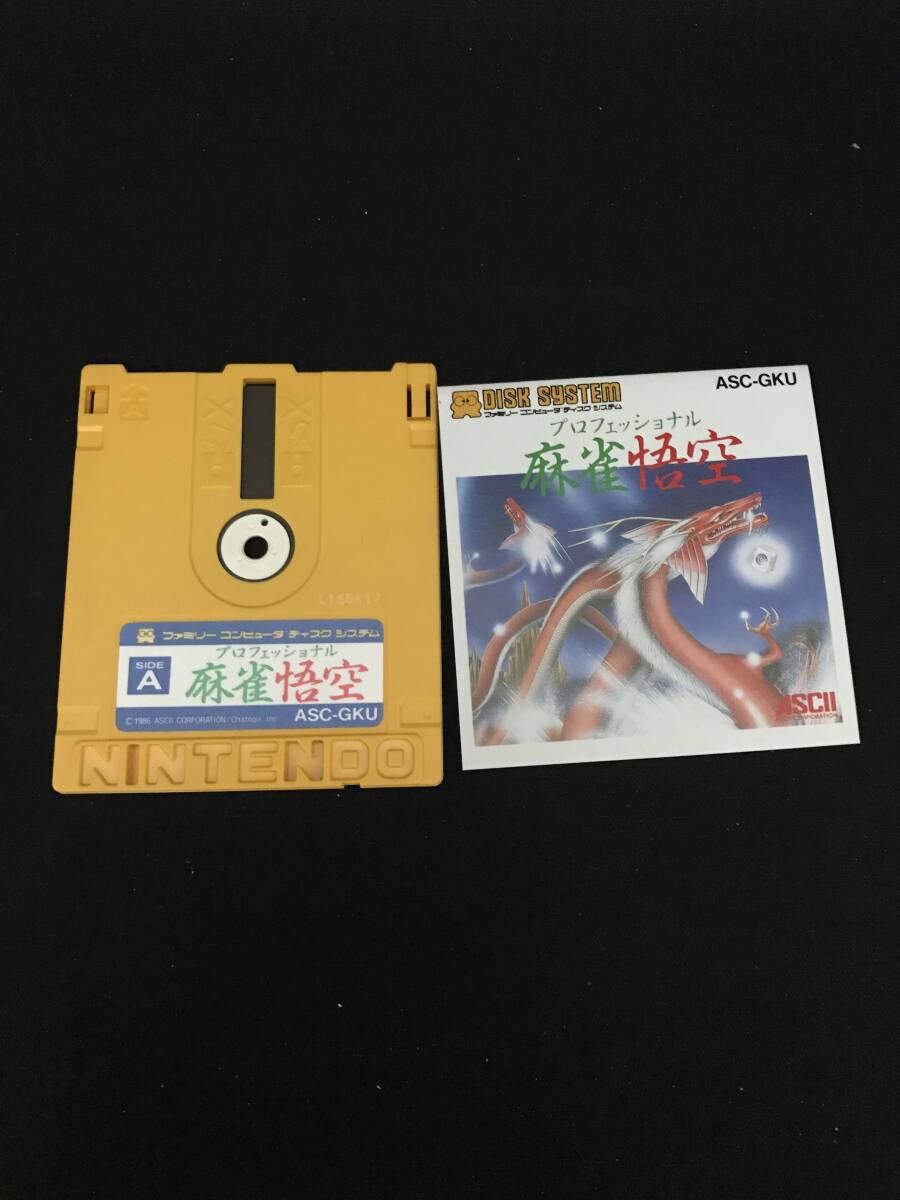 A
L166X17
ファミリー コンピュータ ディスク システム
プロフェッショナル
SIDE
A
麻雀悟空
©1986 ASCII CORPORATION/Chatnoir, Inc
ASC-GKU
NINTENDO
DISK SYSTEM
ASC-GKU
ファミリー コンピュータ ディスク システム
プロフェッショナル
麻雀悟空
ASCII
ASCII CORPORATION